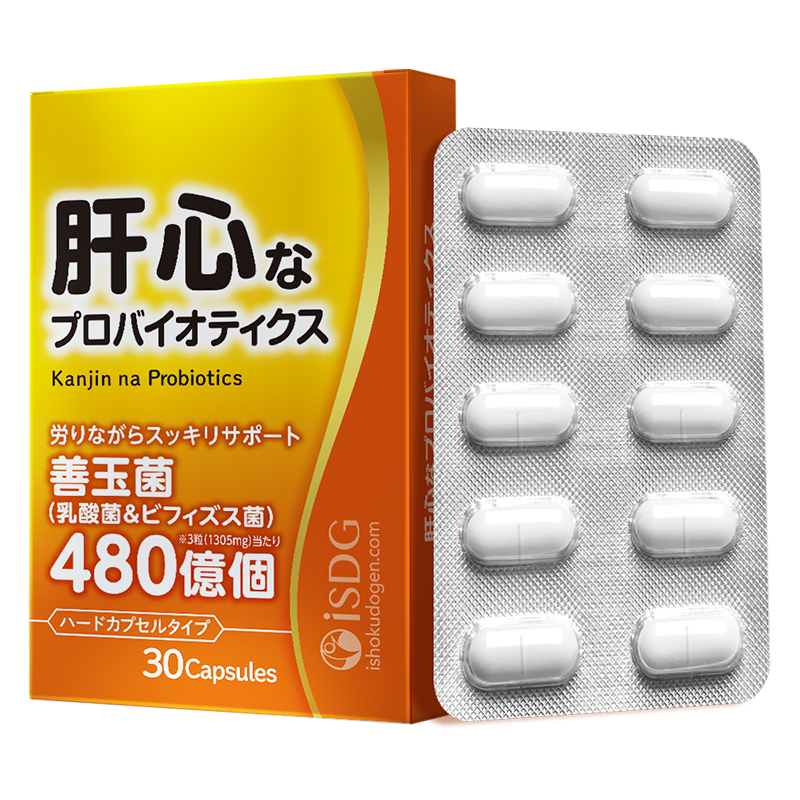 肝心な
プロバイオティクス
Kanjin na Probiotics
労りながらスッキリサポート
善玉菌
(乳酸菌&ビフィズス菌)
※3粒(1305mg)当たり
480億個
ハードカプセルタイプ
30Capsules
iSDG
ishokudogen.com
肝心なプロバイオティクス